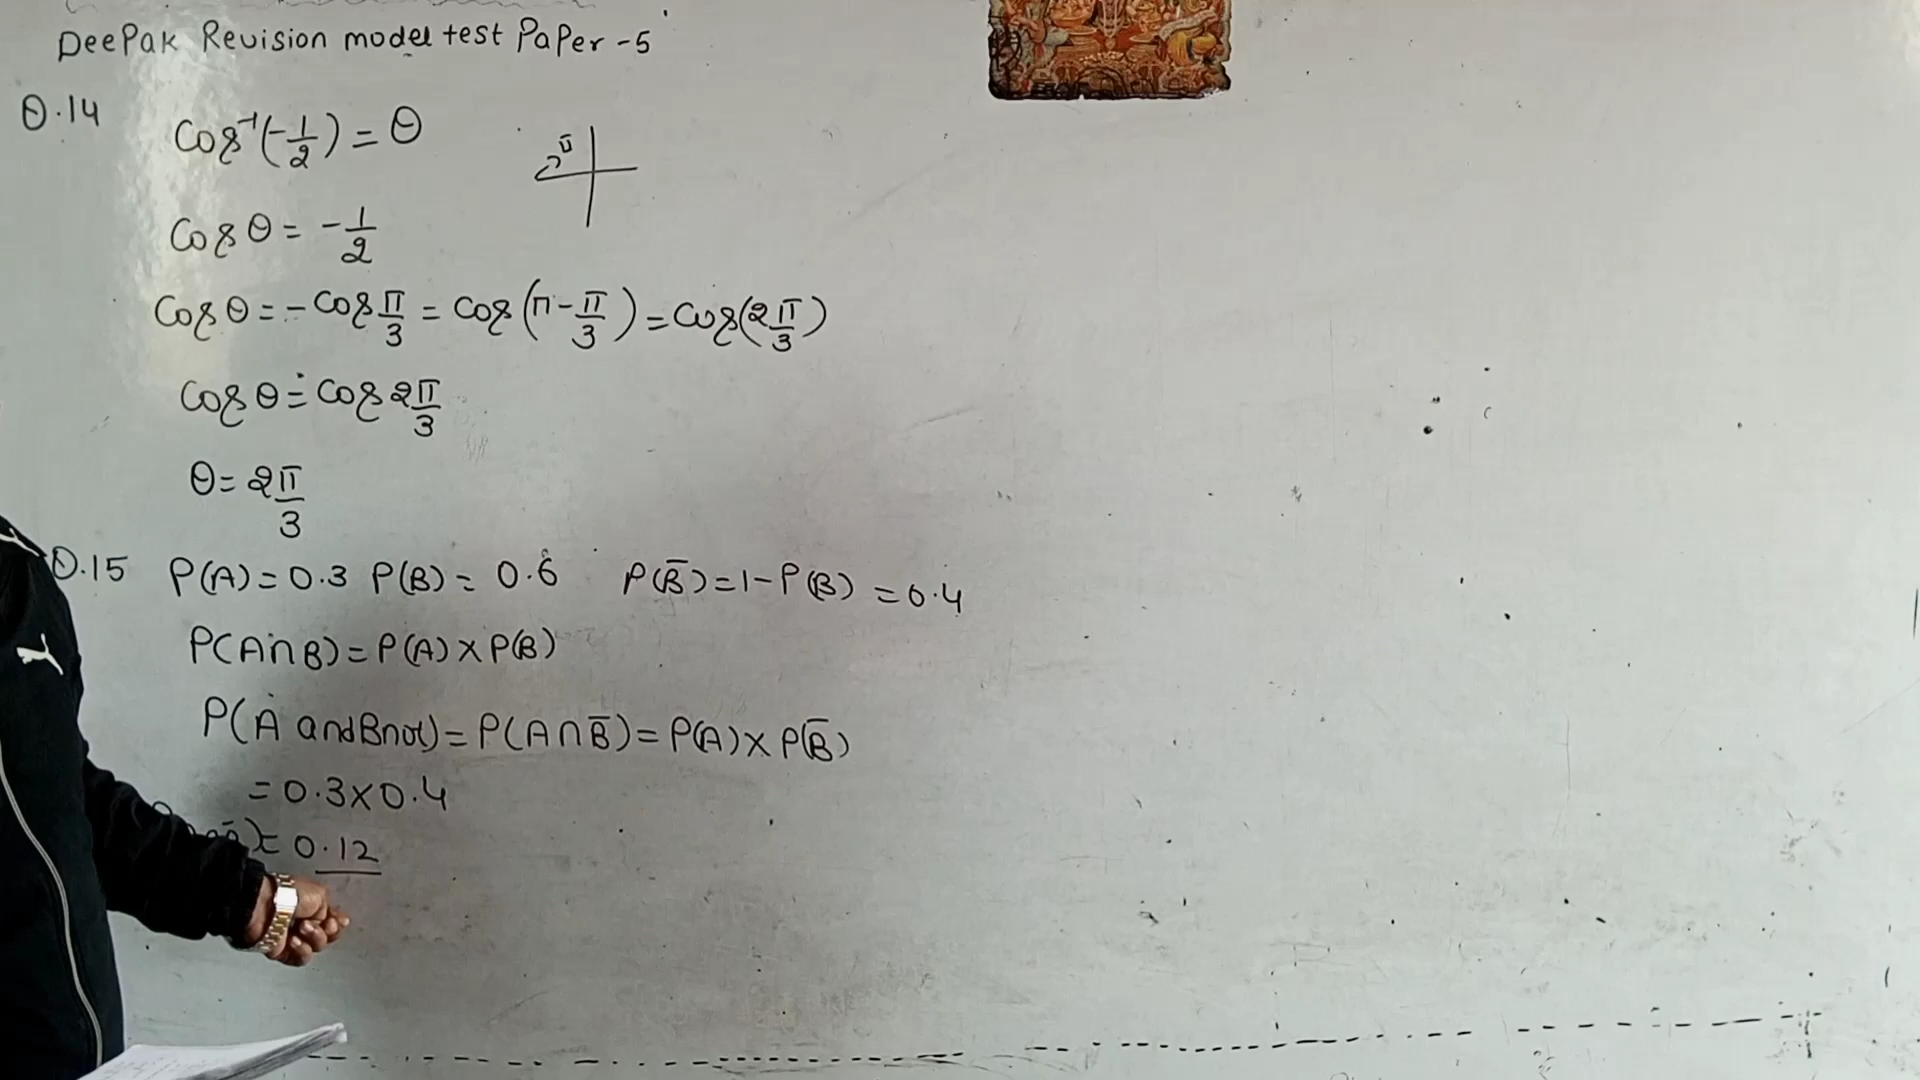 DeePak Revision model test PaPer -5
Q.14
Cos⁻¹(-1/2) = θ
π
Cos θ = -1/2
Cos θ = - Cos π/3 = Cos (π - π/3) = Cos(2π/3)
Cos θ = Cos 2π/3
θ = 2π/3
Q.15 P(A) = 0.3 P(B) = 0.6 P(B̄) = 1 - P(B) = 0.4
P(A∩B) = P(A) × P(B)
P(A and B not) = P(A∩B̄) = P(A) × P(B̄)
= 0.3 × 0.4
) = 0.12